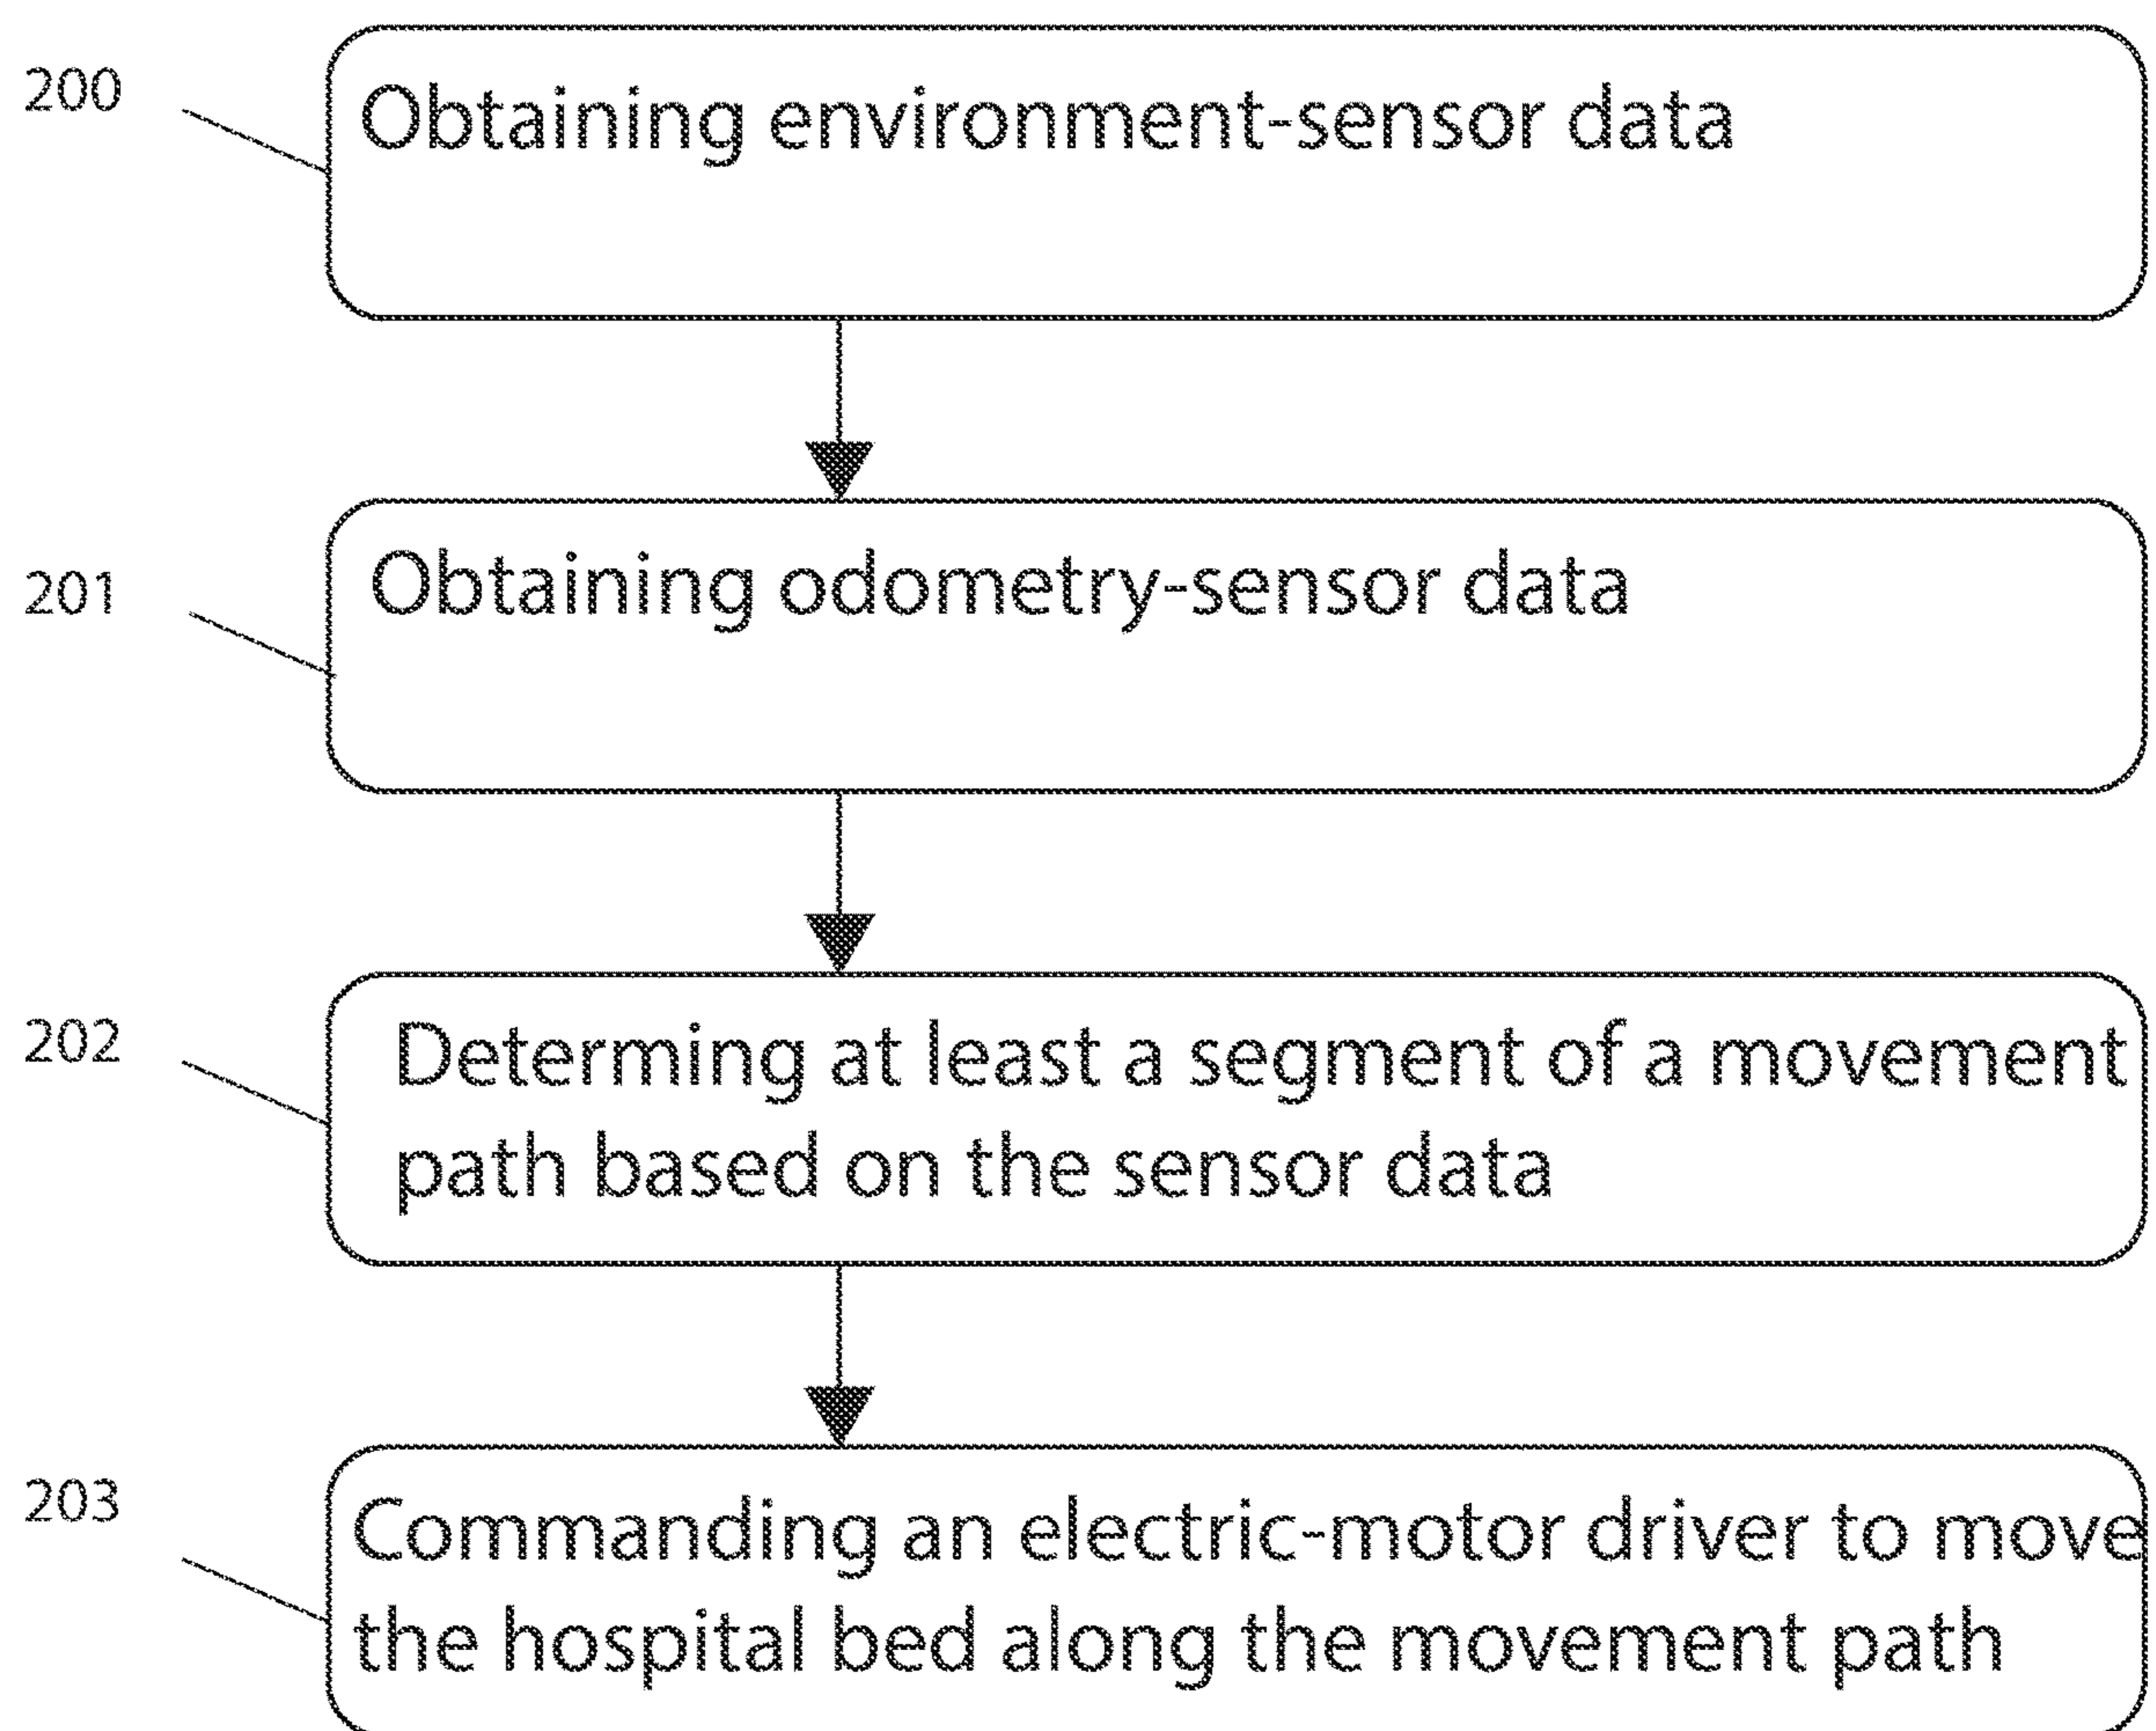 200
Obtaining environment-sensor data
201
Obtaining odometry-sensor data
202
Determing at least a segment of a movement
path based on the sensor data
203
Commanding an electric-motor driver to move
the hospital bed along the movement path